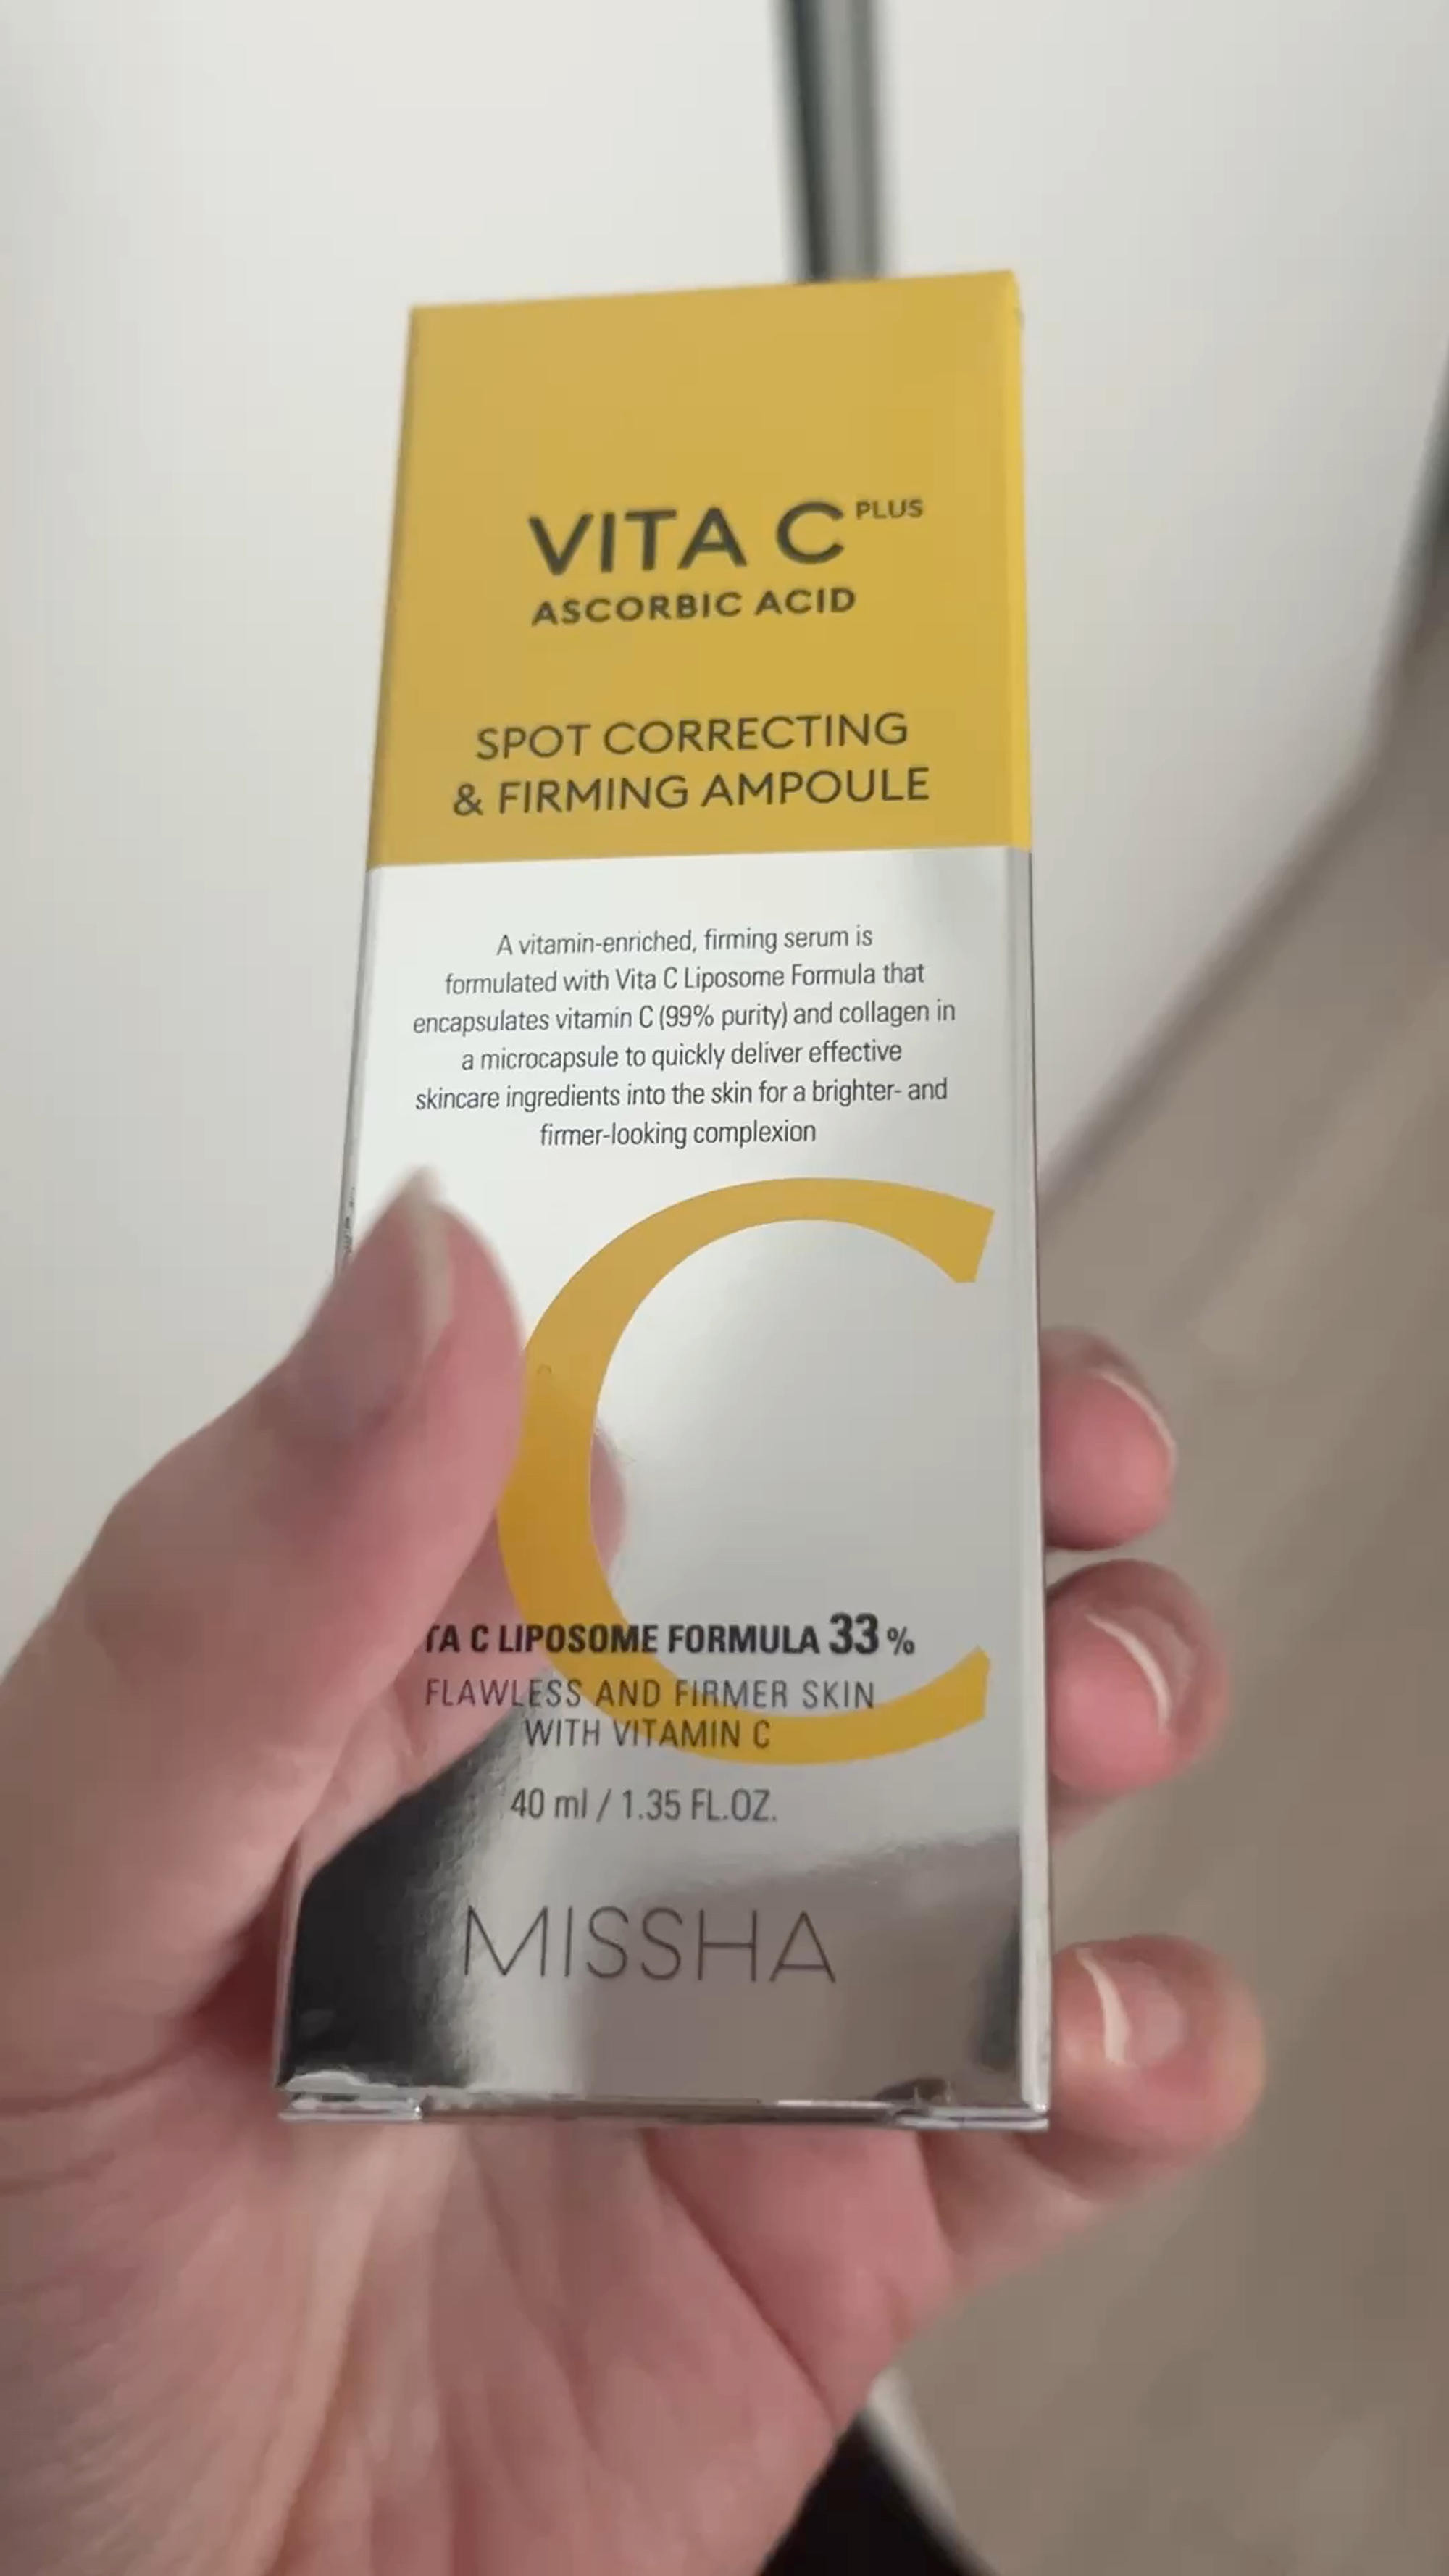 VITA C PLUS
ASCORBIC ACID
SPOT CORRECTING
& FIRMING AMPOULE
A vitamin-enriched, firming serum is
formulated with Vita C Liposome Formula that
encapsulates vitamin C (99% purity) and collagen in
a microcapsule to quickly deliver effective
skincare ingredients into the skin for a brighter- and
firmer-looking complexion
C
TA C LIPOSOME FORMULA 33%
FLAWLESS AND FIRMER SKIN
WITH VITAMIN C
40 ml / 1.35 FL.OZ.
MISSHA